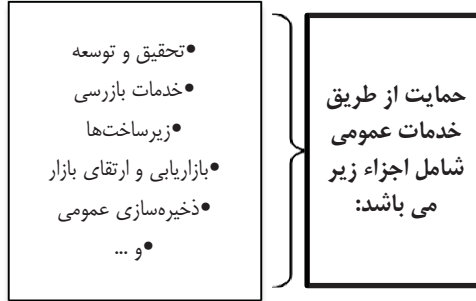 حمایت از طریق
خدمات عمومی
شامل اجزاء زیر
می باشد:
•تحقیق و توسعه
•خدمات بازرسی
•زیرساخت‌ها
•بازاریابی و ارتقای بازار
•ذخیره‌سازی عمومی
•و ...